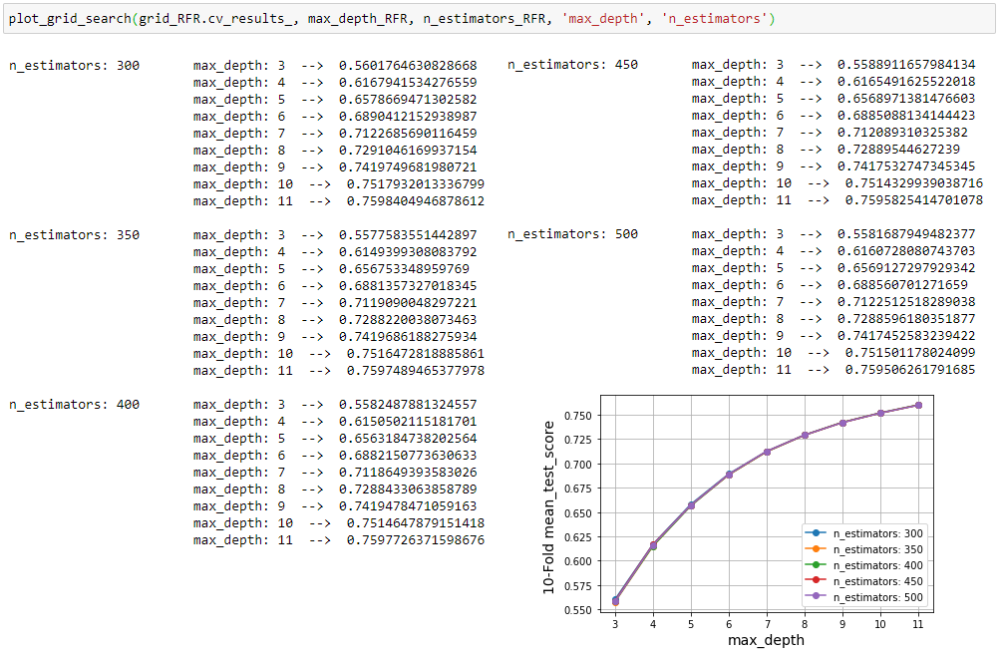 plot_grid_search(grid_RFR.cv_results_, max_depth_RFR, n_estimators_RFR, 'max_depth', 'n_estimators')
n_estimators: 300
max_depth: 3 --> 0.5601764630828668
max_depth: 4 --> 0.6167941534276559
max_depth: 5 --> 0.6578669471302582
max_depth: 6 --> 0.6890412152938987
max_depth: 7 --> 0.7122685690116459
max_depth: 8 --> 0.7291046169937154
max_depth: 9 --> 0.7419749681980721
max_depth: 10 --> 0.7517932013336799
max_depth: 11 --> 0.7598404946878612
n_estimators: 350
max_depth: 3 --> 0.5577583551442897
max_depth: 4 --> 0.6149399308083792
max_depth: 5 --> 0.656753348959769
max_depth: 6 --> 0.6881357327018345
max_depth: 7 --> 0.7119090048297221
max_depth: 8 --> 0.7288220038073463
max_depth: 9 --> 0.7419686188275934
max_depth: 10 --> 0.7516472818885861
max_depth: 11 --> 0.7597489465377978
n_estimators: 400
max_depth: 3 --> 0.5582487881324557
max_depth: 4 --> 0.6150502115181701
max_depth: 5 --> 0.6563184738202564
max_depth: 6 --> 0.6882150773630633
max_depth: 7 --> 0.7118649393583026
max_depth: 8 --> 0.7288433063858789
max_depth: 9 --> 0.7419478471059163
max_depth: 10 --> 0.7514647879151418
max_depth: 11 --> 0.7597726371598676
n_estimators: 450
max_depth: 3 --> 0.5588911657984134
max_depth: 4 --> 0.6165491625522018
max_depth: 5 --> 0.6568971381476603
max_depth: 6 --> 0.6885088134144423
max_depth: 7 --> 0.712089310325382
max_depth: 8 --> 0.72889544627239
max_depth: 9 --> 0.7417532747345345
max_depth: 10 --> 0.7514329939038716
max_depth: 11 --> 0.7595825414701078
n_estimators: 500
max_depth: 3 --> 0.5581687949482377
max_depth: 4 --> 0.6160728080743703
max_depth: 5 --> 0.6569127297929342
max_depth: 6 --> 0.688560701271659
max_depth: 7 --> 0.7122512518289038
max_depth: 8 --> 0.7288596180351877
max_depth: 9 --> 0.7417452583239422
max_depth: 10 --> 0.751501178024099
max_depth: 11 --> 0.759506261791685
10-Fold mean_test_score
0.750
0.725
0.700
0.675
0.650
0.625
0.600
0.575
0.550
n_estimators: 300
n_estimators: 350
n_estimators: 400
n_estimators: 450
n_estimators: 500
3 4 5 6 7 8 9 10 11
max_depth